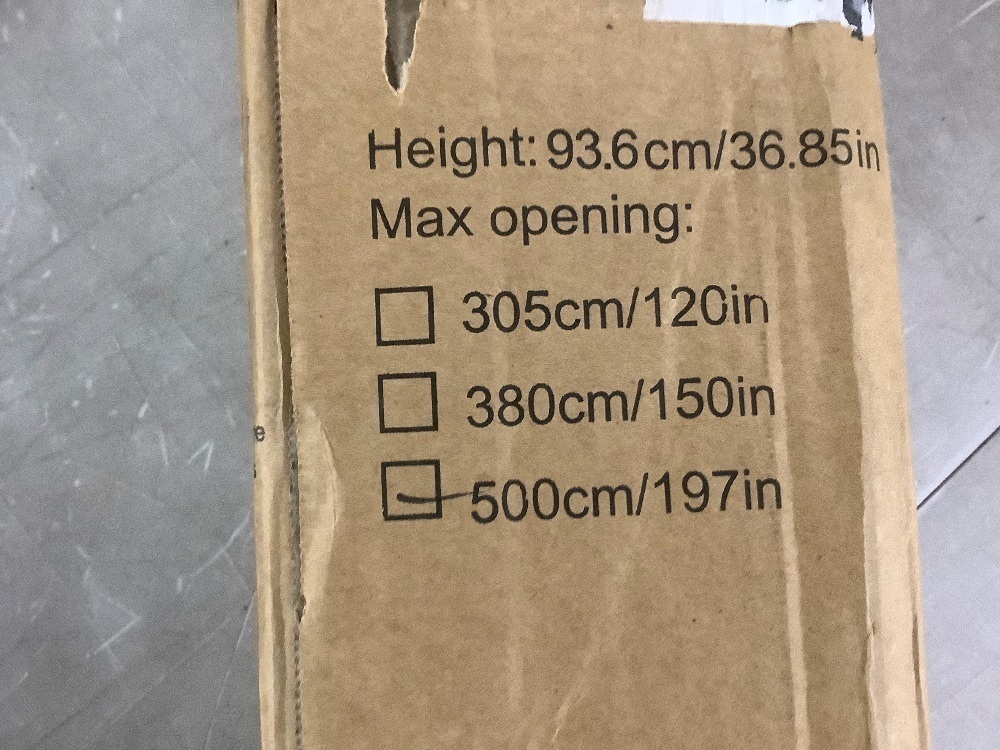 Height: 93.6cm/36.85in
Max opening:
305cm/120in
380cm/150in
500cm/197in
e